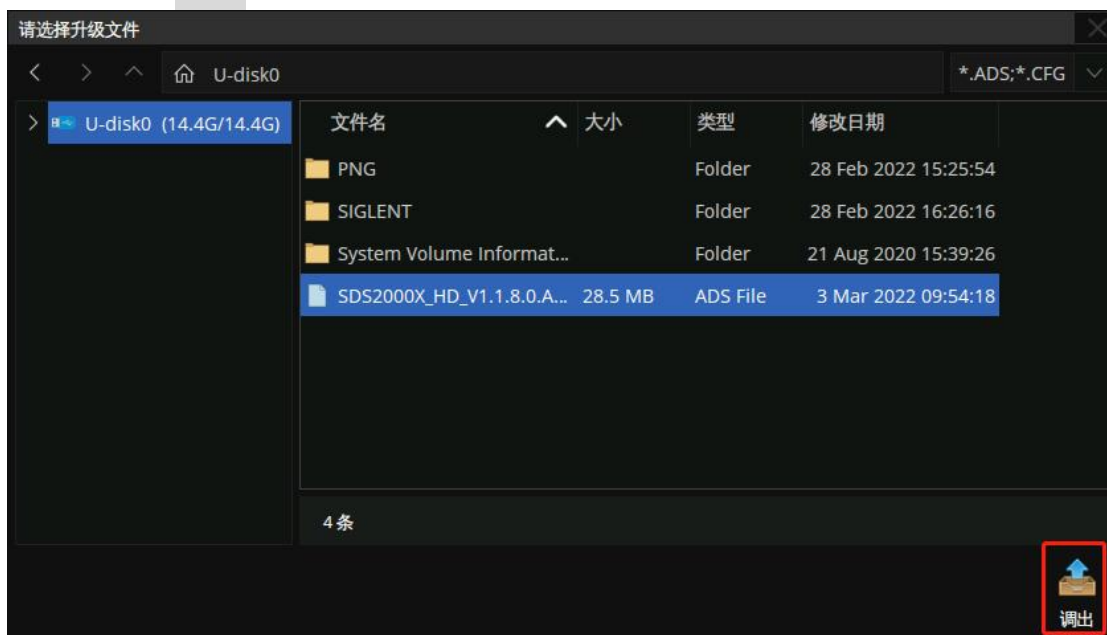 请选择升级文件
U-disk0 *.ADS;*.CFG
U-disk0 (14.4G/14.4G) 文件名 大小 类型 修改日期
PNG Folder 28 Feb 2022 15:25:54
SIGLENT Folder 28 Feb 2022 16:26:16
System Volume Informat... Folder 21 Aug 2020 15:39:26
SDS2000X_HD_V1.1.8.0.A... 28.5 MB ADS File 3 Mar 2022 09:54:18
4条
调出